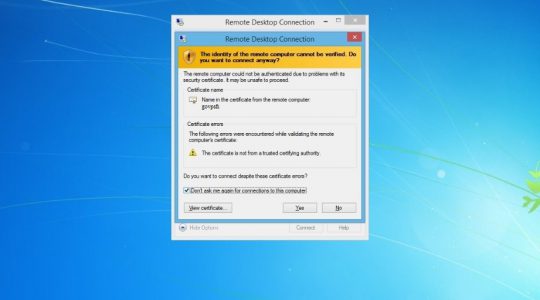 Remote Desktop Connection
Remote Desktop Connection
The identity of the remote computer cannot be verified. Do
you want to connect anyway?
The remote computer could not be authenticated due to problems with its
security certificate. It may be unsafe to proceed.
Certificate name
Name in the certificate from the remote computer:
Certificate errors
The following errors were encountered while validating the remote
computer's certificate:
The certificate is not from a trusted certifying authority.
Do you want to connect despite these certificate errors?
Don't ask me again for connections to this computer
View certificate...
Yes
No
Hide Options
Connect
Help